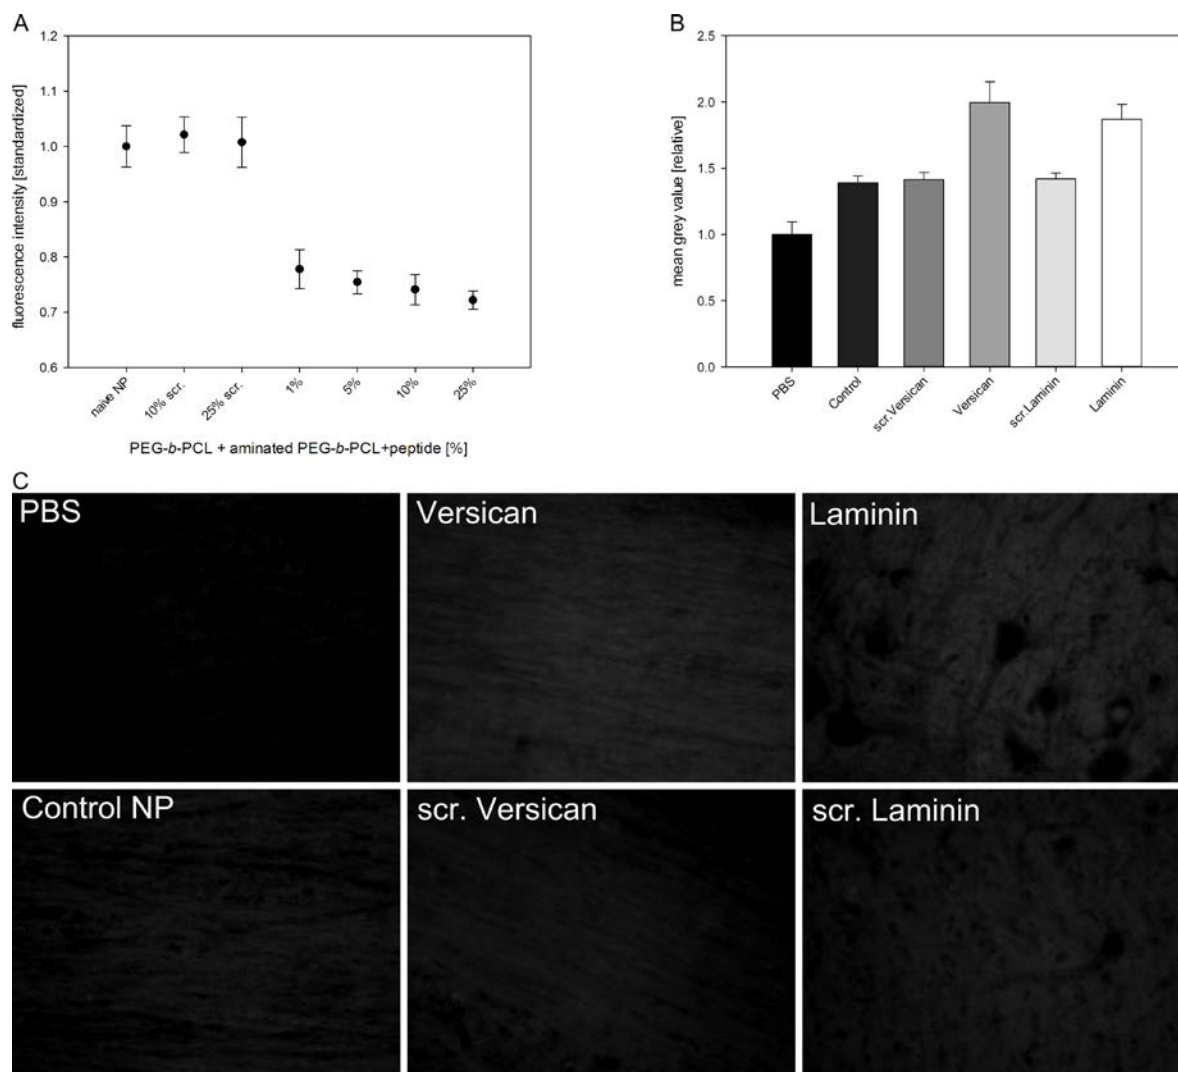 A
fluorescence intensity [standardized]
1.2
1.1
1.0
0.9
0.8
0.7
0.6
naive NP
10% scr.
25% scr.
1%
5%
10%
25%
PEG-b-PCL + aminated PEG-b-PCL+peptide [%]
B
mean grey value [relative]
2.5
2.0
1.5
1.0
0.5
0.0
PBS
Control
scr.Versican
Versican
scr.Laminin
Laminin
C
PBS
Versican
Laminin
Control NP
scr. Versican
scr. Laminin